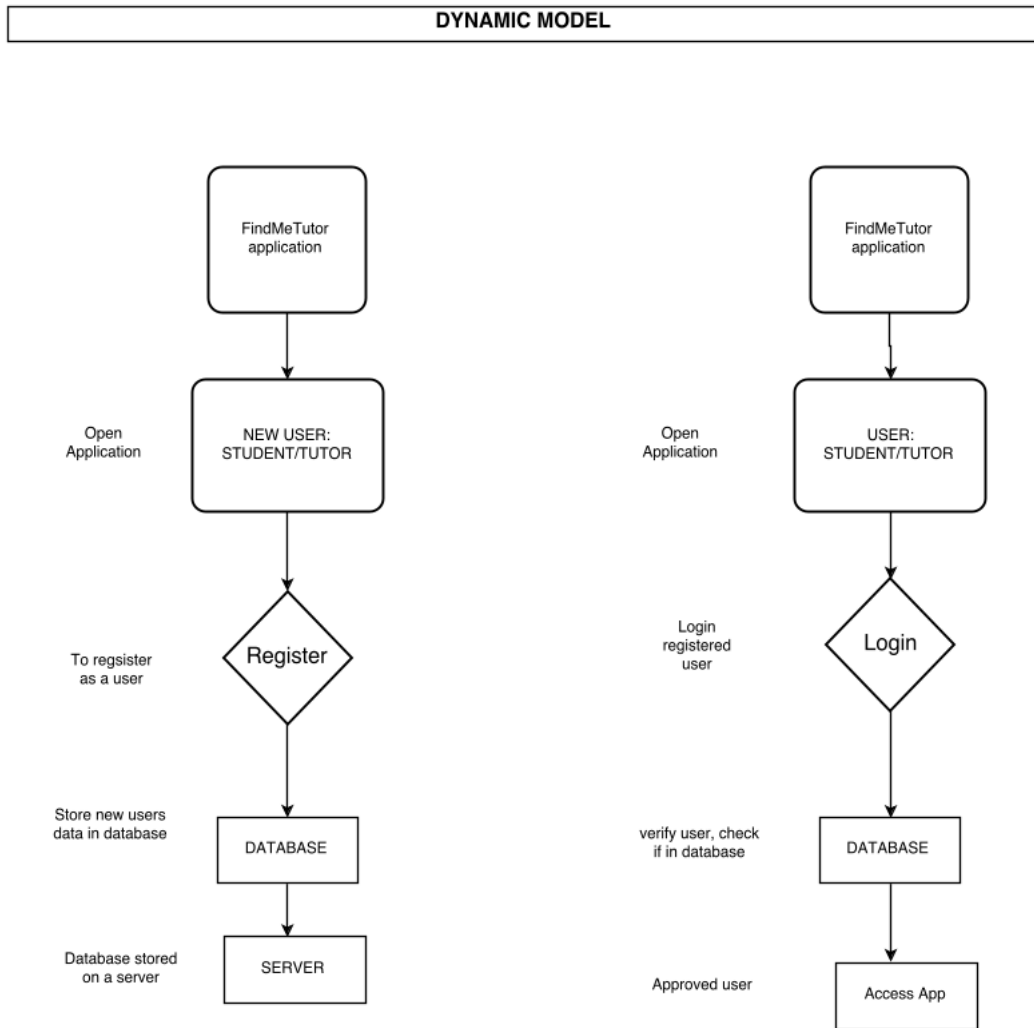 DYNAMIC MODEL
FindMeTutor
application
Open
Application
NEW USER:
STUDENT/TUTOR
To regsister
as a user
Register
Store new users
data in database
DATABASE
Database stored
on a server
SERVER
FindMeTutor
application
Open
Application
USER:
STUDENT/TUTOR
Login
registered
user
Login
verify user, check
if in database
DATABASE
Approved user
Access App